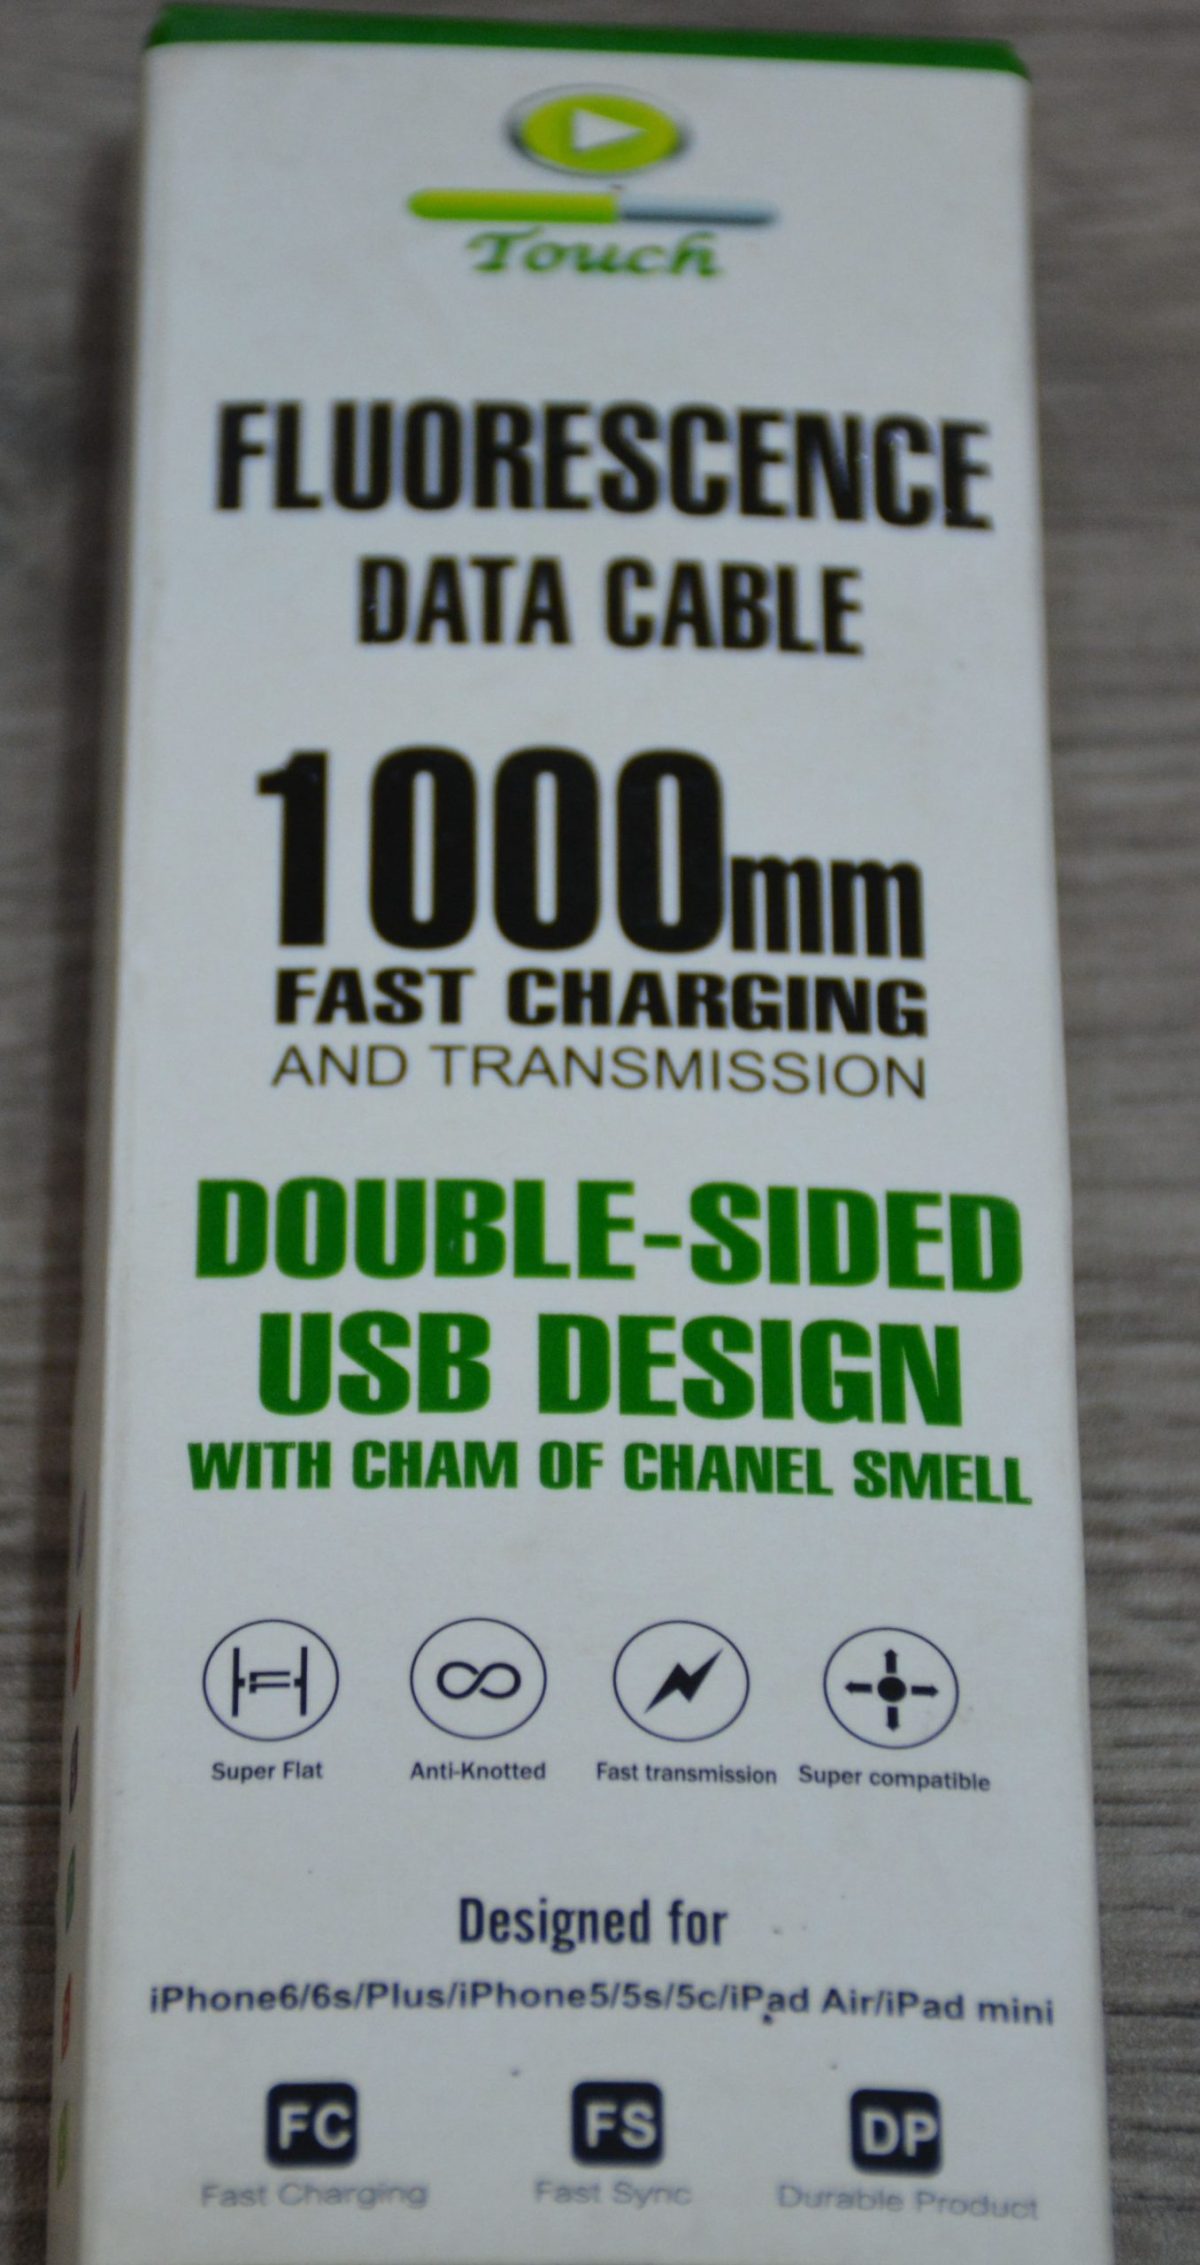 Touch
FLUORESCENCE
DATA CABLE
1000mm
FAST CHARGING
AND TRANSMISSION
DOUBLE-SIDED
USB DESIGN
WITH CHAM OF CHANEL SMELL
Super Flat Anti-Knotted Fast transmission Super compatible
Designed for
iPhone6/6s/Plus/iPhone5/5s/5c/iPad Air/iPad mini
FC FS DP
Fast Charging Fast Sync Durable Product